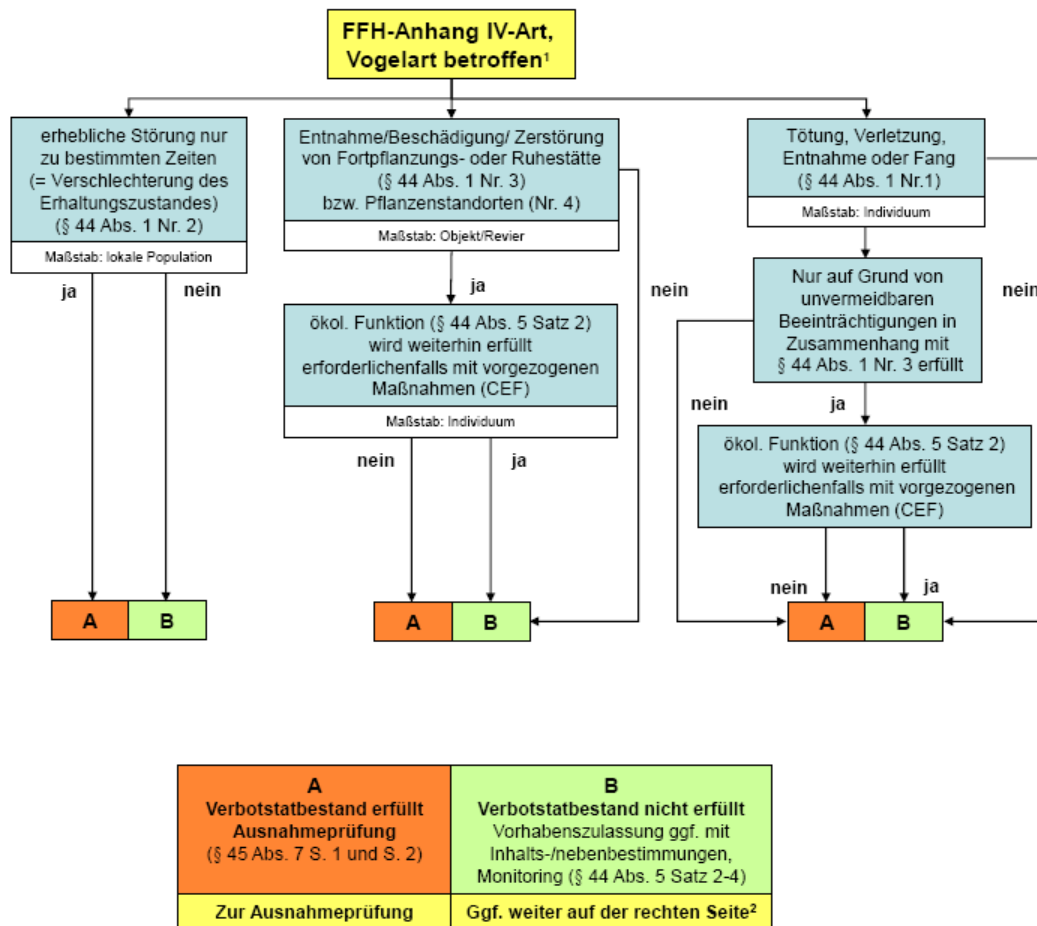 FFH-Anhang IV-Art,
Vogelart betroffen¹
erhebliche Störung nur
zu bestimmten Zeiten
(= Verschlechterung des
Erhaltungszustandes)
(§ 44 Abs. 1 Nr. 2)
Maßstab: lokale Population
ja
nein
A
B
Entnahme/Beschädigung/ Zerstörung
von Fortpflanzungs- oder Ruhestätte
(§ 44 Abs. 1 Nr. 3)
bzw. Pflanzenstandorten (Nr. 4)
Maßstab: Objekt/Revier
ja
nein
ökol. Funktion (§ 44 Abs. 5 Satz 2)
wird weiterhin erfüllt
erforderlichenfalls mit vorgezogenen
Maßnahmen (CEF)
Maßstab: Individuum
nein
ja
A
B
Tötung, Verletzung,
Entnahme oder Fang
(§ 44 Abs. 1 Nr.1)
Maßstab: Individuum
nein
Nur auf Grund von
unvermeidbaren
Beeinträchtigungen in
Zusammenhang mit
§ 44 Abs. 1 Nr. 3 erfüllt
nein
ja
ökol. Funktion (§ 44 Abs. 5 Satz 2)
wird weiterhin erfüllt
erforderlichenfalls mit vorgezogenen
Maßnahmen (CEF)
nein
ja
A
B
A
Verbotstatbestand erfüllt
Ausnahmeprüfung
(§ 45 Abs. 7 S. 1 und S. 2)
Zur Ausnahmeprüfung
B
Verbotstatbestand nicht erfüllt
Vorhabenszulassung ggf. mit
Inhalts-/nebenbestimmungen,
Monitoring (§ 44 Abs. 5 Satz 2-4)
Ggf. weiter auf der rechten Seite²